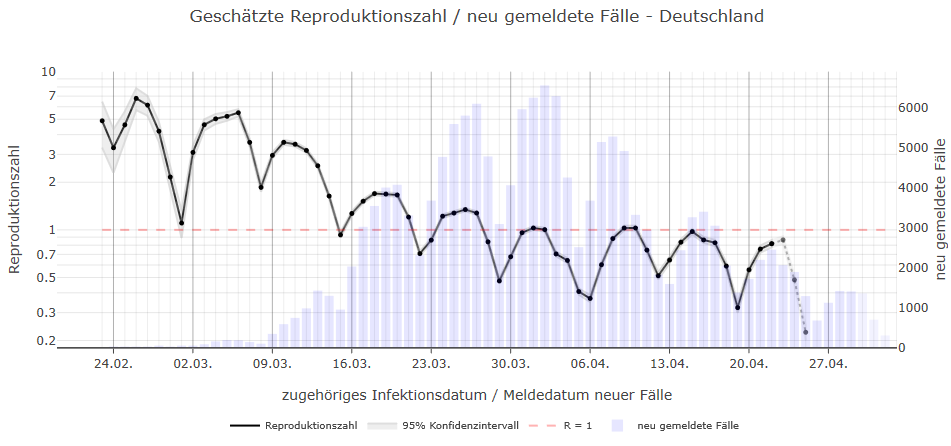 Geschätzte Reproduktionszahl / neu gemeldete Fälle - Deutschland
Reproduktionszahl
10
7
5
3
2
1
0.7
0.5
0.3
0.2
neu gemeldete Fälle
6000
5000
4000
3000
2000
1000
0
24.02. 02.03. 09.03. 16.03. 23.03. 30.03. 06.04. 13.04. 20.04. 27.04.
zugehöriges Infektionsdatum / Meldedatum neuer Fälle
Reproduktionszahl 95% Konfidenzintervall R = 1 neu gemeldete Fälle